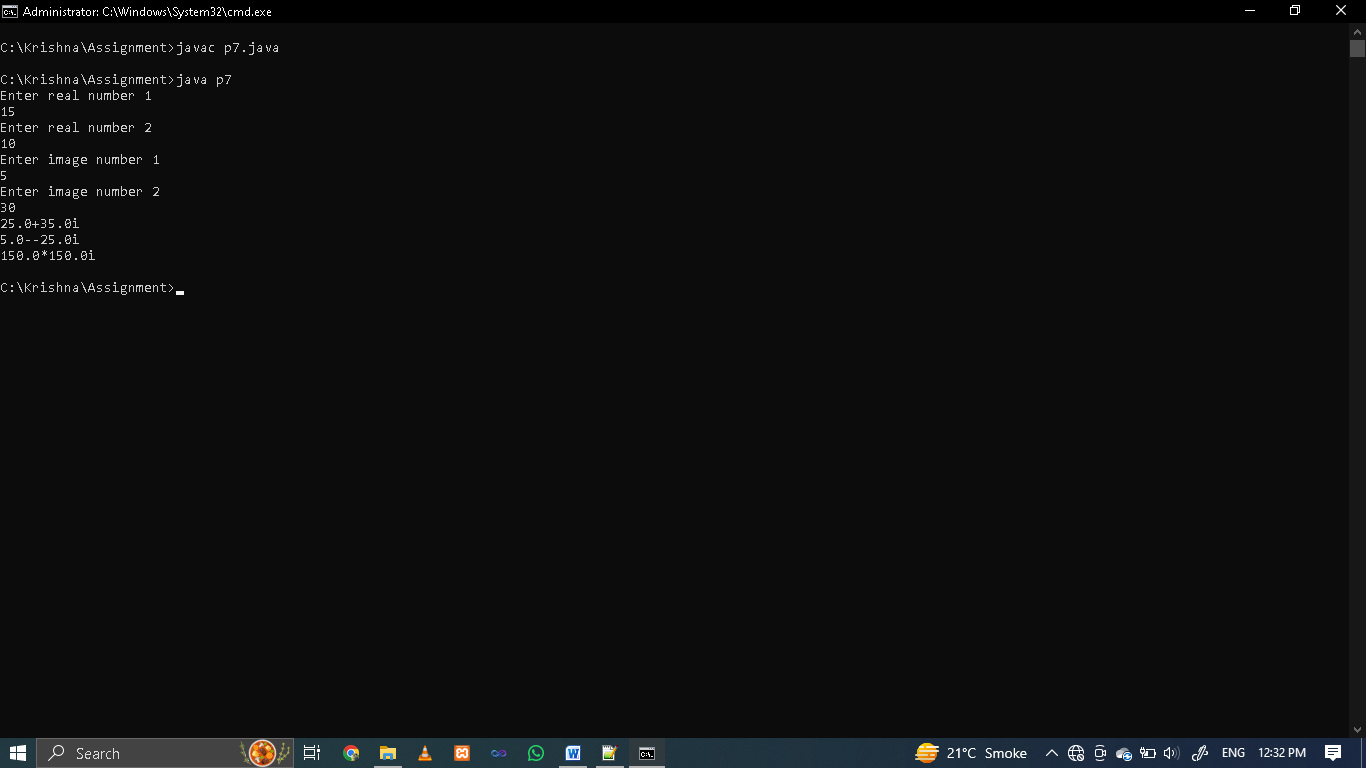 Administrator: C:\Windows\System32\cmd.exe
C:\Krishna\Assignment>javac p7.java
C:\Krishna\Assignment>java p7
Enter real number 1
15
Enter real number 2
10
Enter image number 1
5
Enter image number 2
30
25.0+35.0i
5.0--25.0i
150.0*150.0i
C:\Krishna\Assignment>
Search
21°C Smoke
ENG
12:32 PM